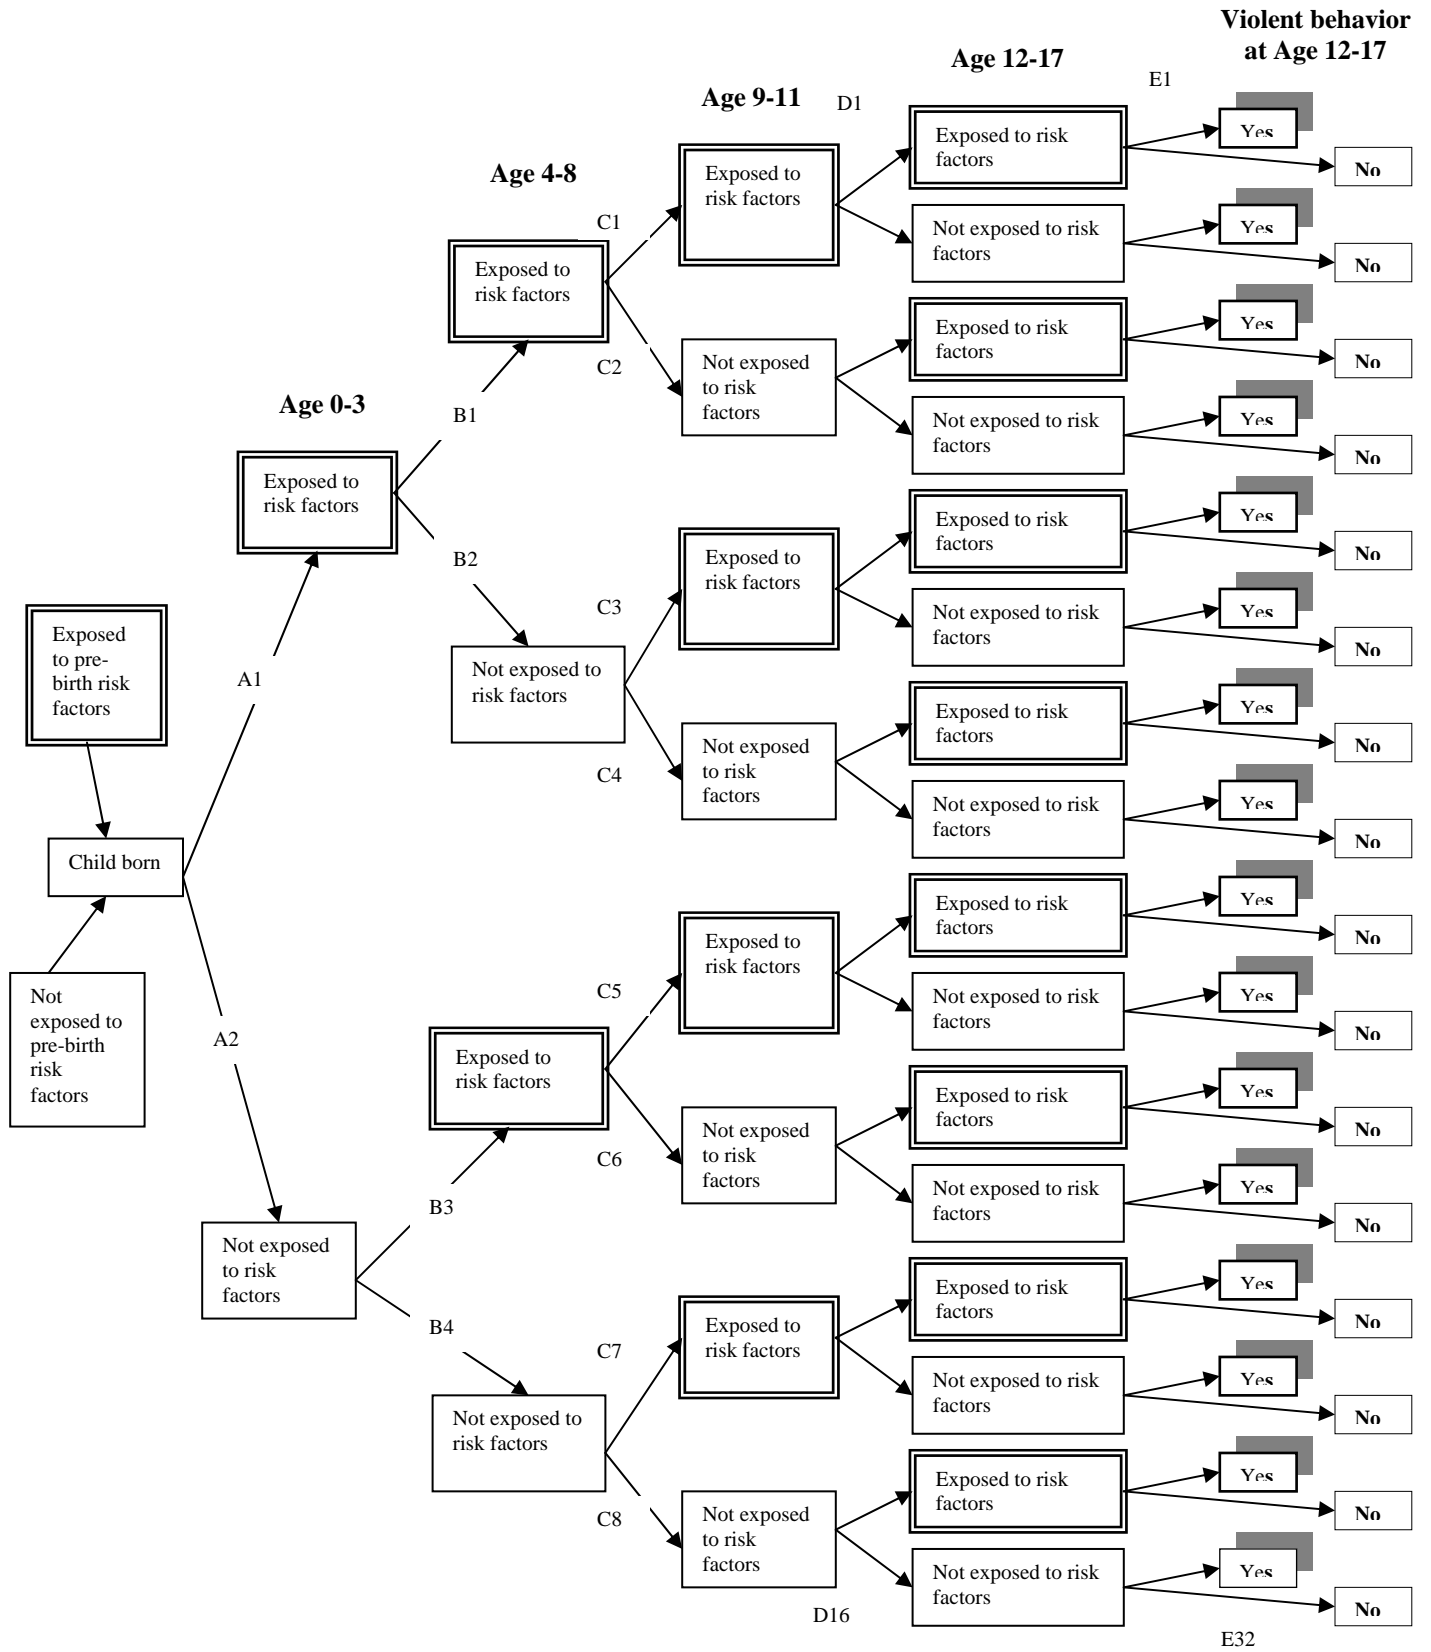 Exposed
to pre-
birth risk
factors
Child born
Not
exposed to
pre-birth
risk
factors
A1
A2
Age 0-3
Exposed to
risk factors
Not exposed
to risk
factors
B1
B2
B3
B4
Age 4-8
Exposed to
risk factors
Not exposed to
risk factors
Exposed to
risk factors
Not exposed to
risk factors
C1
C2
C3
C4
C5
C6
C7
C8
Age 9-11
Exposed to
risk factors
Not exposed
to risk
factors
Exposed to
risk factors
Not exposed
to risk
factors
Exposed to
risk factors
Not exposed
to risk
factors
Exposed to
risk factors
Not exposed
to risk
factors
D1
D16
Age 12-17
Exposed to risk
factors
Not exposed to risk
factors
Exposed to risk
factors
Not exposed to risk
factors
Exposed to risk
factors
Not exposed to risk
factors
Exposed to risk
factors
Not exposed to risk
factors
Exposed to risk
factors
Not exposed to risk
factors
Exposed to risk
factors
Not exposed to risk
factors
Exposed to risk
factors
Not exposed to risk
factors
Exposed to risk
factors
Not exposed to risk
factors
E1
E32
Violent behavior
at Age 12-17
Yes
No
Yes
No
Yes
No
Yes
No
Yes
No
Yes
No
Yes
No
Yes
No
Yes
No
Yes
No
Yes
No
Yes
No
Yes
No
Yes
No
Yes
No
Yes
No